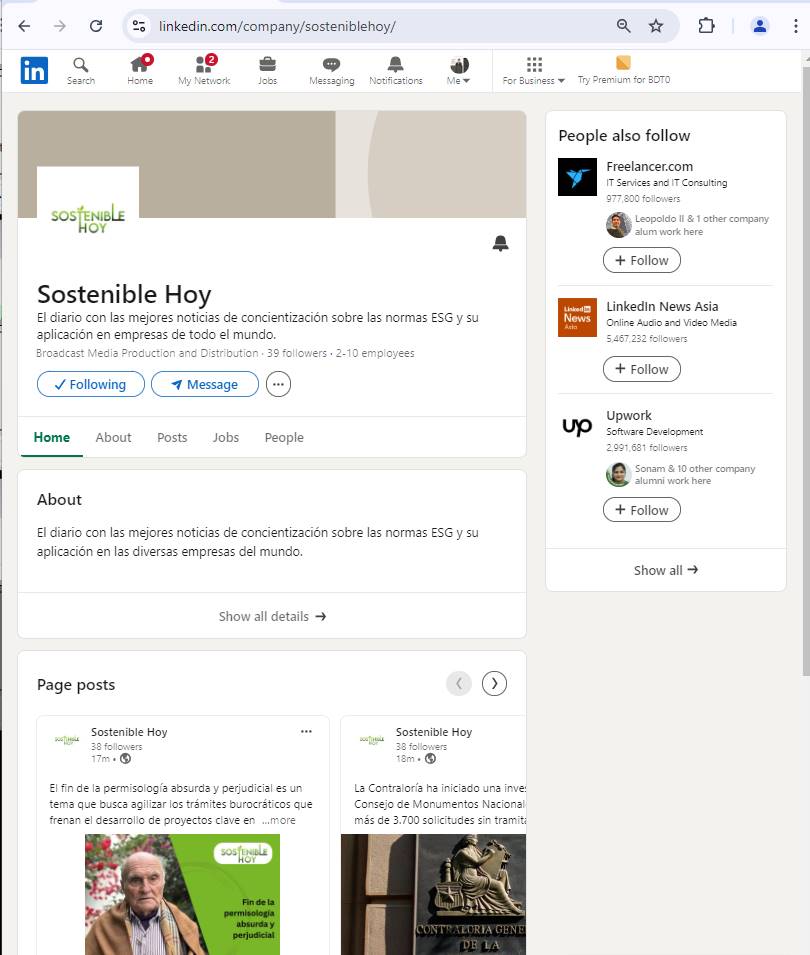 linkedin.com/company/sosteniblehoy/
in
Search
Home
2
My Network
Jobs
Messaging
Notifications
Me
For Business
Try Premium for BDT0
SOSTENIBLE
HOY
Sostenible Hoy
El diario con las mejores noticias de concientización sobre las normas ESG y su
aplicación en empresas de todo el mundo.
Broadcast Media Production and Distribution · 39 followers · 2-10 employees
Following
Message
Home
About
Posts
Jobs
People
About
El diario con las mejores noticias de concientización sobre las normas ESG y su
aplicación en las diversas empresas del mundo.
Show all details →
Page posts
SOSTENIBLE
HOY
Sostenible Hoy
38 followers
17m •
El fin de la permisología absurda y perjudicial es un
tema que busca agilizar los trámites burocráticos que
frenan el desarrollo de proyectos clave en ...more
SOSTENIBLE
HOY
Fin de la
permisología
absurda y
perjudicial
SOSTENIBLE
HOY
Sostenible Hoy
38 followers
18m •
La Contraloría ha iniciado una inves
Consejo de Monumentos Nacional
más de 3.700 solicitudes sin tramita
CONTRALORIA GENE
DE LA
People also follow
Freelancer.com
IT Services and IT Consulting
977,800 followers
Leopoldo II & 1 other company
alum work here
+ Follow
Linked in
News
Asia
LinkedIn News Asia
Online Audio and Video Media
5,467,232 followers
+ Follow
up
Upwork
Software Development
2,991,681 followers
Sonam & 10 other company
alumni work here
+ Follow
Show all →